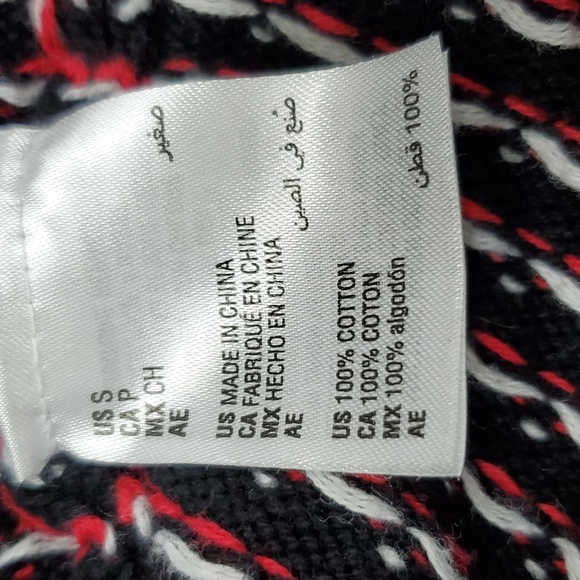 US S
CA P
MX CH
AE صغير
US MADE IN CHINA
CA FABRIQUÉ EN CHINE
MX HECHO EN CHINA
AE صنع في الصين
US 100% COTTON
CA 100% COTON
MX 100% algodón
AE 100% قطن